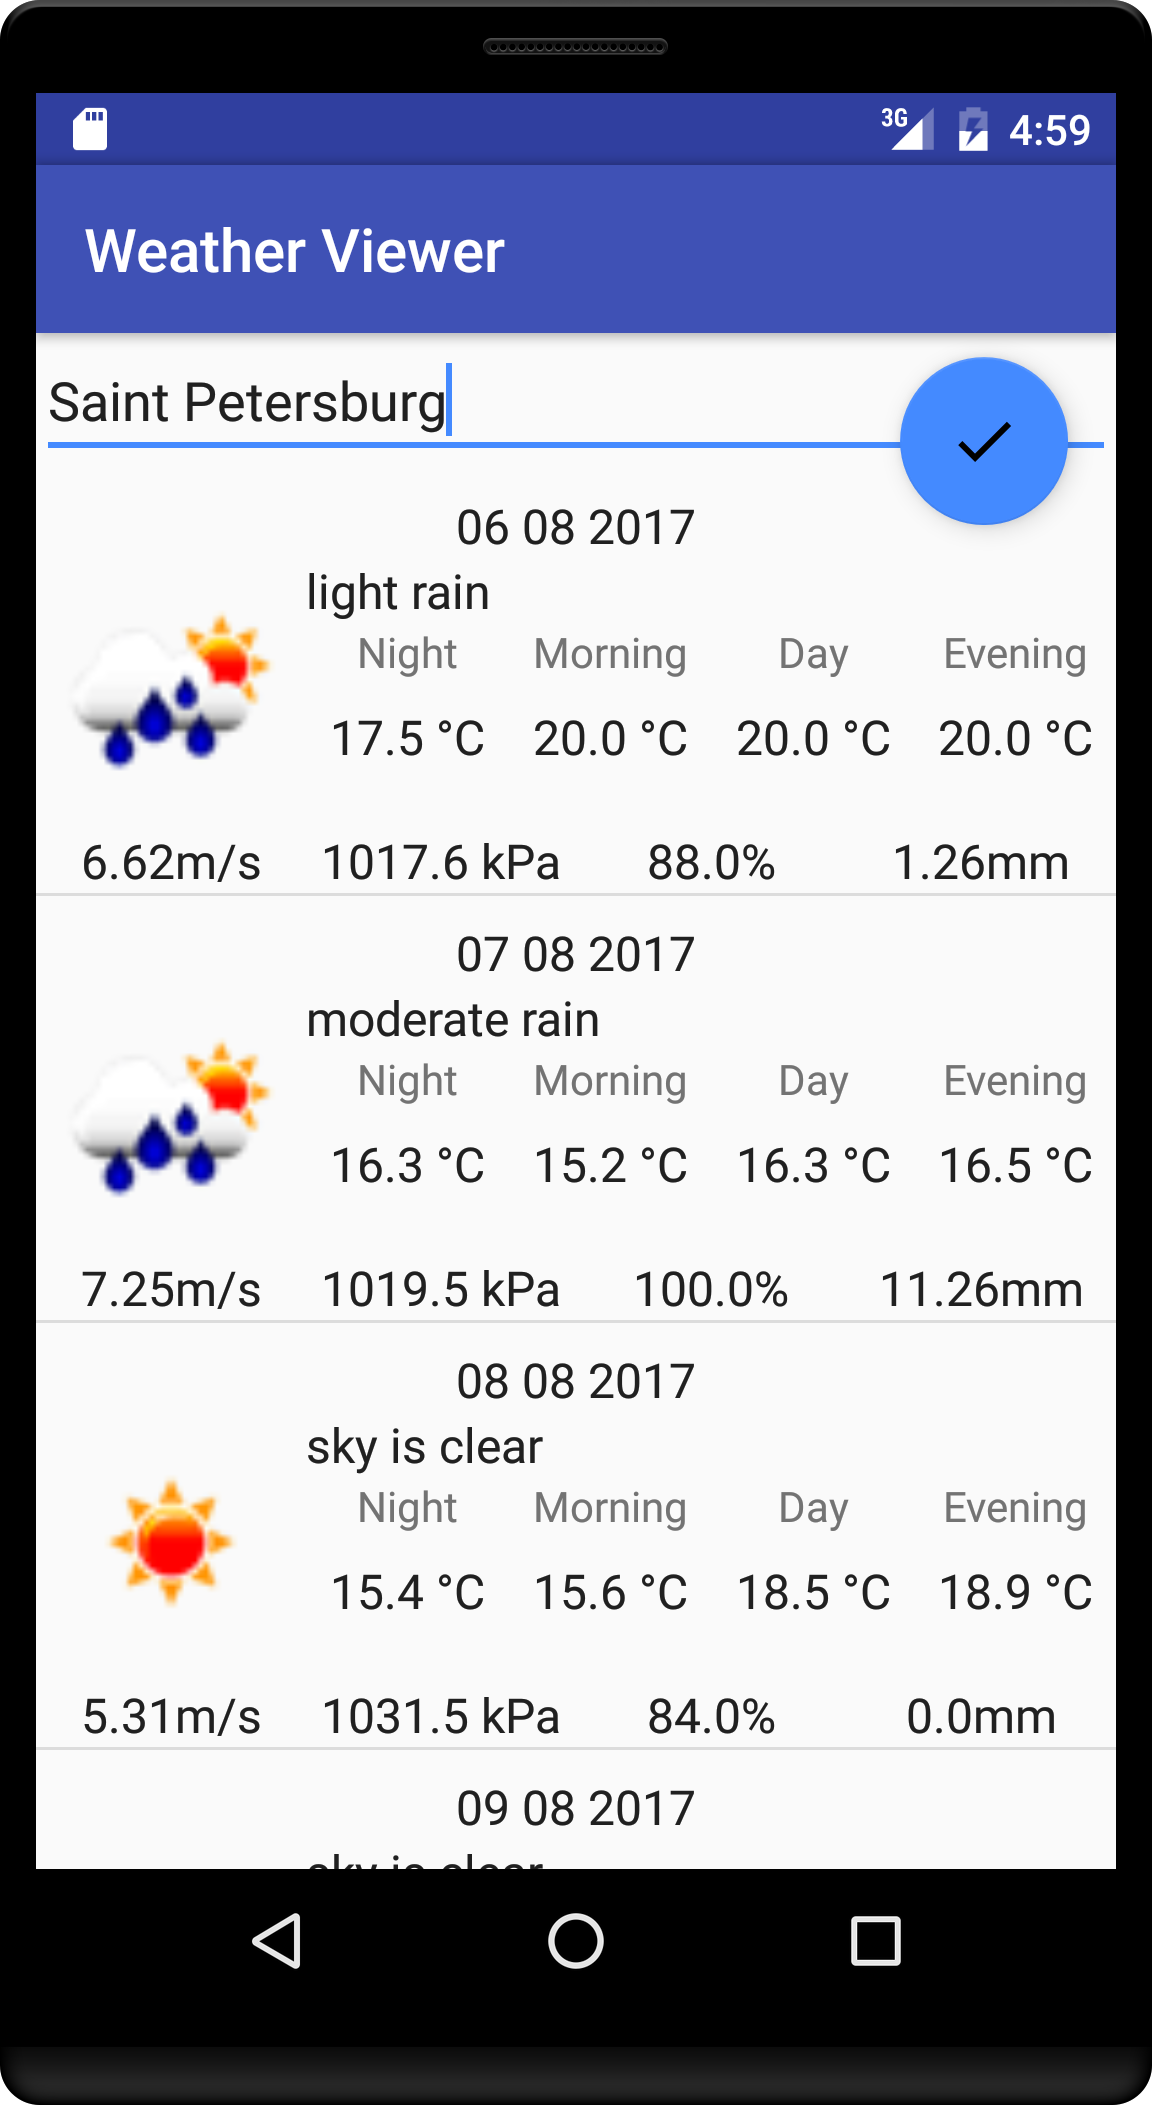 3G 4:59
Weather Viewer
Saint Petersburg
06 08 2017
light rain
Night Morning Day Evening
17.5 °C 20.0 °C 20.0 °C 20.0 °C
6.62m/s 1017.6 kPa 88.0% 1.26mm
07 08 2017
moderate rain
Night Morning Day Evening
16.3 °C 15.2 °C 16.3 °C 16.5 °C
7.25m/s 1019.5 kPa 100.0% 11.26mm
08 08 2017
sky is clear
Night Morning Day Evening
15.4 °C 15.6 °C 18.5 °C 18.9 °C
5.31m/s 1031.5 kPa 84.0% 0.0mm
09 08 2017
sky is clear